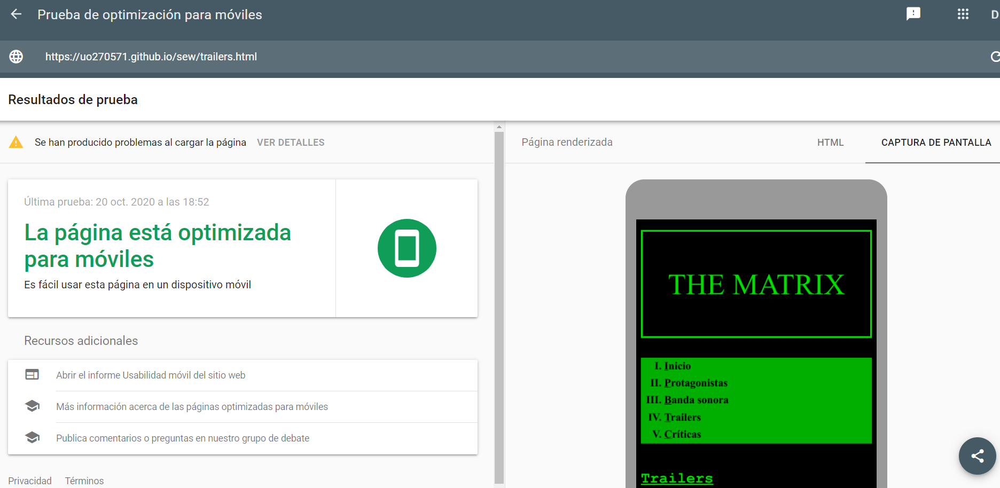 Prueba de optimización para móviles
D
https://uo270571.github.io/sew/trailers.html
Resultados de prueba
Se han producido problemas al cargar la página VER DETALLES
Última prueba: 20 oct. 2020 a las 18:52
La página está optimizada
para móviles
Es fácil usar esta página en un dispositivo móvil
Recursos adicionales
Abrir el informe Usabilidad móvil del sitio web
Más información acerca de las páginas optimizadas para móviles
Publica comentarios o preguntas en nuestro grupo de debate
Privacidad Términos
Página renderizada HTML CAPTURA DE PANTALLA
THE MATRIX
I. Inicio
II. Protagonistas
III. Banda sonora
IV. Trailers
V. Críticas
Trailers